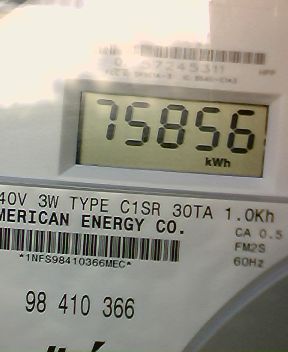 75856
kWh
40V 3W TYPE C1SR 30TA 1.0Kh
MERICAN ENERGY CO.
CA 0.5
FM2S
*1NFS98410366MEC*
60Hz
98 410 366